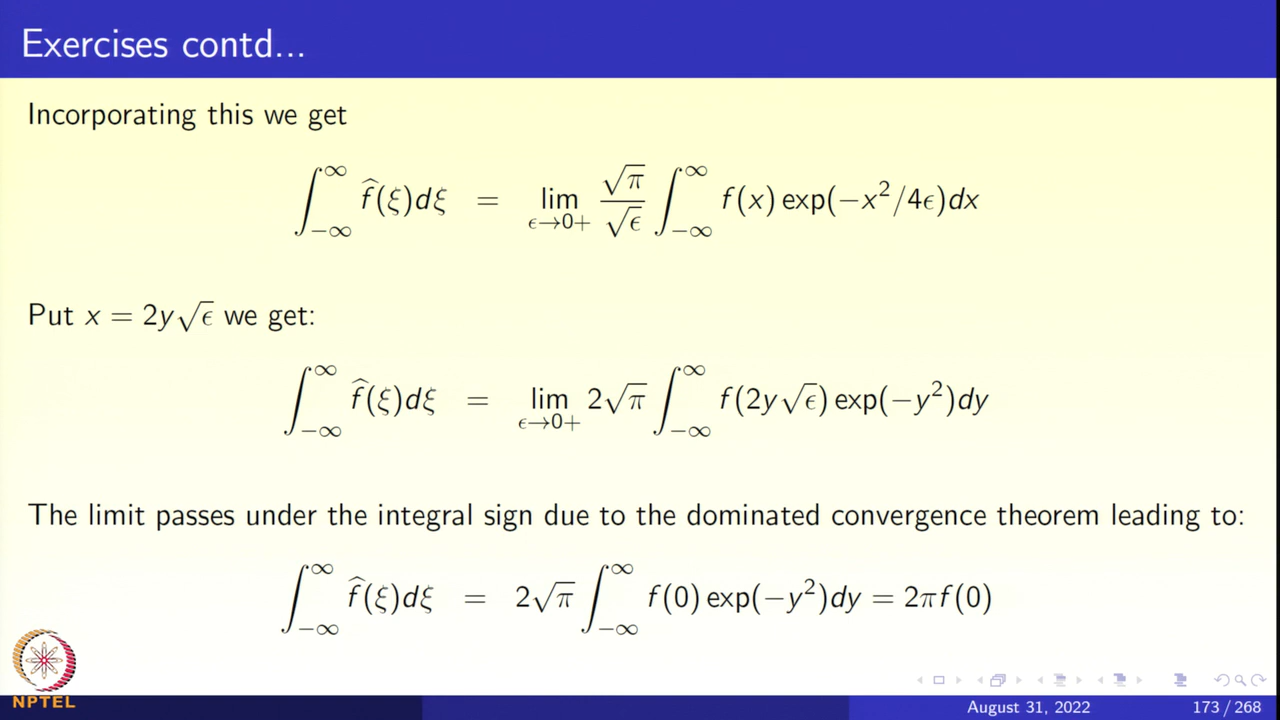 Exercises contd...
Incorporating this we get
∫_{-∞}^{∞} f̂(ξ)dξ = lim_{ϵ→0+} √π/√ϵ ∫_{-∞}^{∞} f(x) exp(−x²/4ϵ)dx
Put x = 2y√ϵ we get:
∫_{-∞}^{∞} f̂(ξ)dξ = lim_{ϵ→0+} 2√π ∫_{-∞}^{∞} f(2y√ϵ) exp(−y²)dy
The limit passes under the integral sign due to the dominated convergence theorem leading to:
∫_{-∞}^{∞} f̂(ξ)dξ = 2√π ∫_{-∞}^{∞} f(0) exp(−y²)dy = 2πf(0)
NPTEL
August 31, 2022 173 / 268